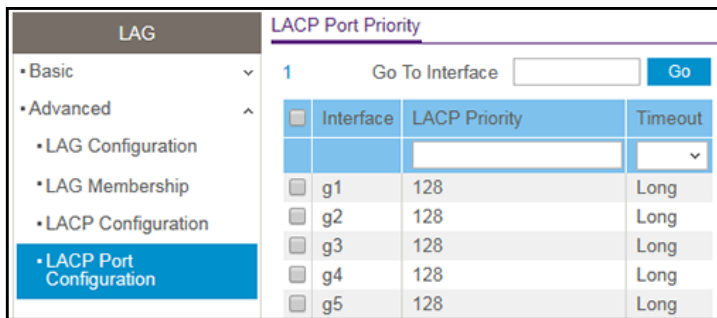 LAG
Basic
Advanced
LAG Configuration
LAG Membership
LACP Configuration
LACP Port
Configuration
LACP Port Priority
1 Go To Interface Go
Interface LACP Priority Timeout
g1 128 Long
g2 128 Long
g3 128 Long
g4 128 Long
g5 128 Long